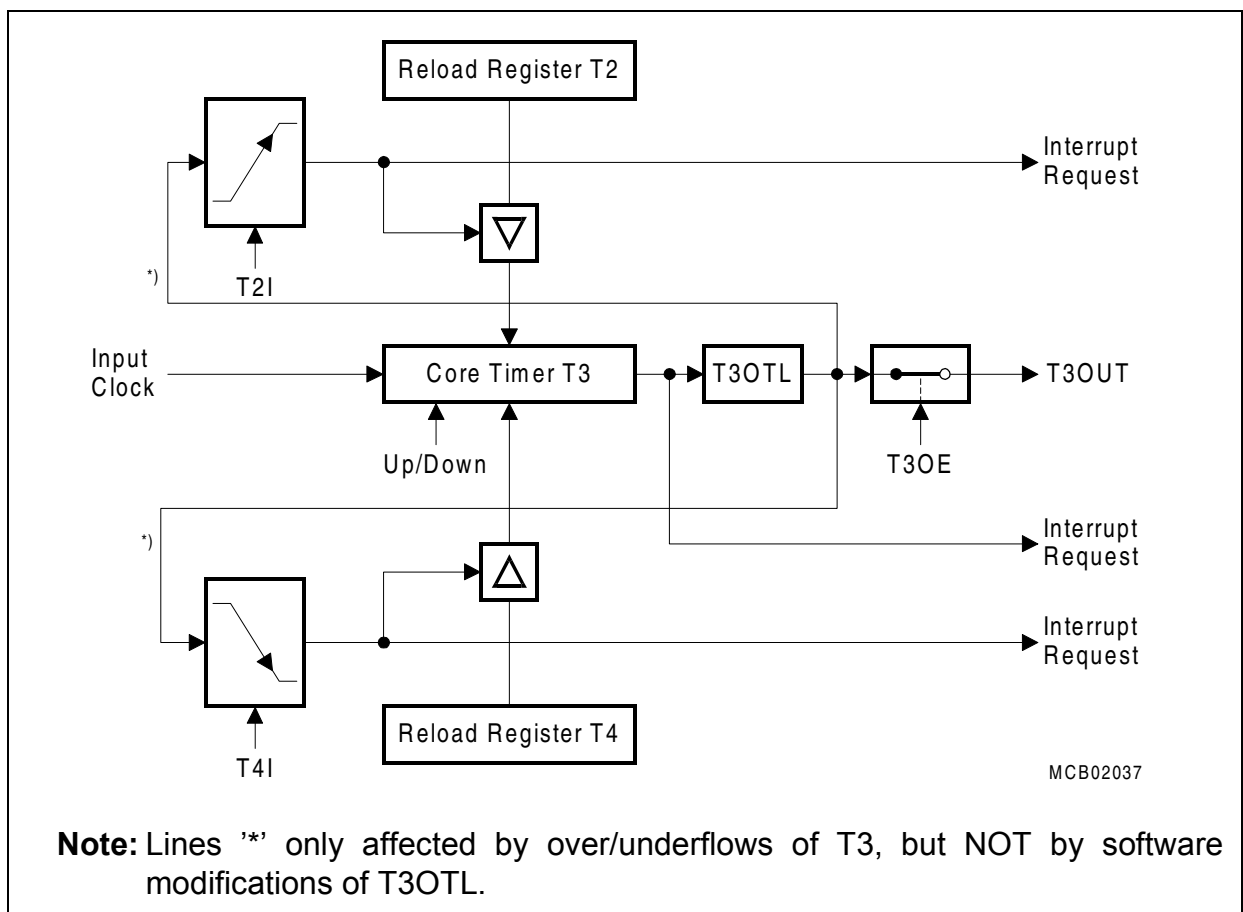 Reload Register T2
Interrupt
Request
*)
T2I
Input
Clock
Core Timer T3
T3OTL
T3OUT
Up/Down
T3OE
*)
Interrupt
Request
Interrupt
Request
Reload Register T4
T4I
MCB02037
Note: Lines ’*’ only affected by over/underflows of T3, but NOT by software
modifications of T3OTL.